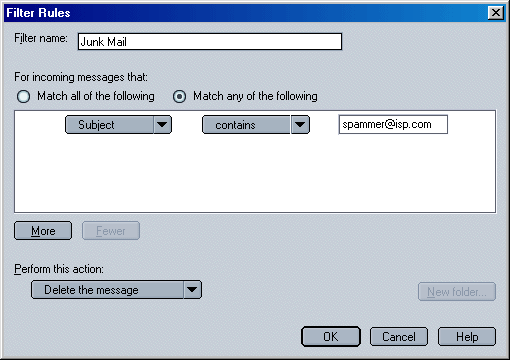 Filter Rules
Filter name: Junk Mail
For incoming messages that:
Match all of the following Match any of the following
Subject contains spammer@isp.com
More Fewer
Perform this action:
Delete the message New folder...
OK Cancel Help